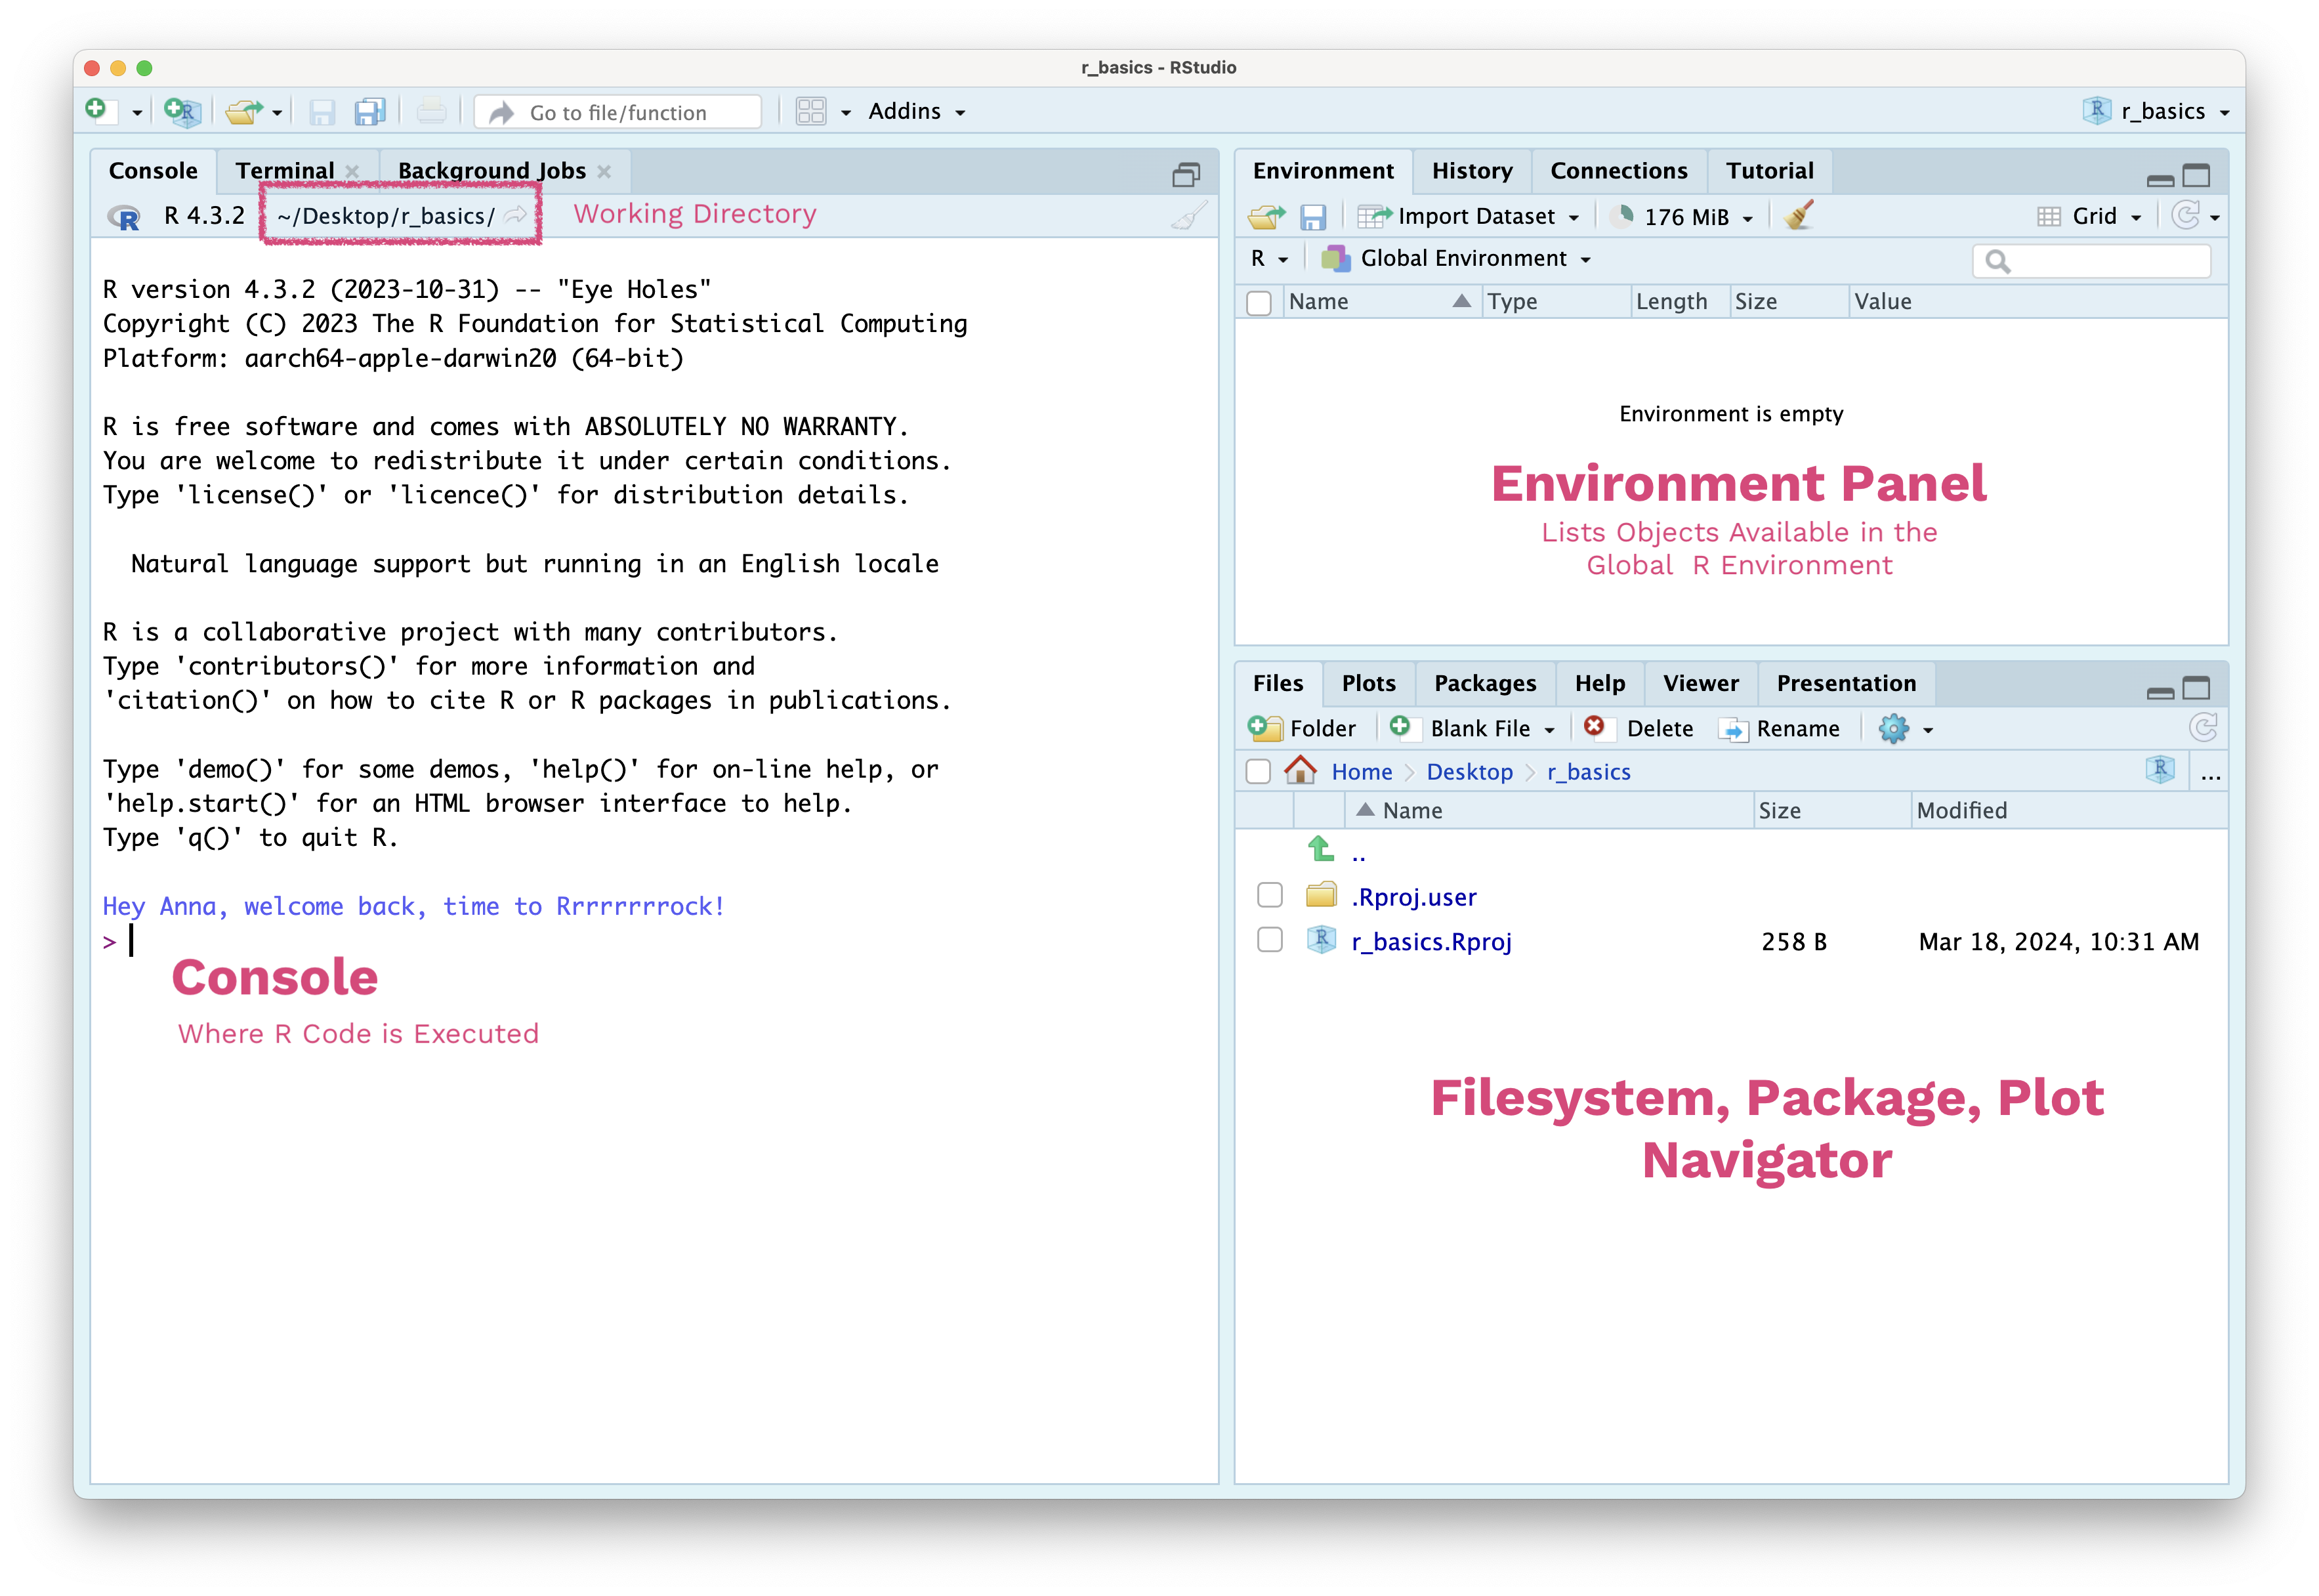 r_basics - RStudio
Go to file/function
Addins
r_basics
Console
Terminal
Background Jobs
R 4.3.2 ~/Desktop/r_basics/
Working Directory
R version 4.3.2 (2023-10-31) -- "Eye Holes"
Copyright (C) 2023 The R Foundation for Statistical Computing
Platform: aarch64-apple-darwin20 (64-bit)
R is free software and comes with ABSOLUTELY NO WARRANTY.
You are welcome to redistribute it under certain conditions.
Type 'license()' or 'licence()' for distribution details.
Natural language support but running in an English locale
R is a collaborative project with many contributors.
Type 'contributors()' for more information and
'citation()' on how to cite R or R packages in publications.
Type 'demo()' for some demos, 'help()' for on-line help, or
'help.start()' for an HTML browser interface to help.
Type 'q()' to quit R.
Hey Anna, welcome back, time to Rrrrrrrrock!
>
Console
Where R Code is Executed
Environment
History
Connections
Tutorial
Import Dataset
176 MiB
Grid
R
Global Environment
Name Type Length Size Value
Environment is empty
Environment Panel
Lists Objects Available in the
Global R Environment
Files
Plots
Packages
Help
Viewer
Presentation
Folder
Blank File
Delete
Rename
Home
Desktop
r_basics
...
Name Size Modified
..
.Rproj.user
r_basics.Rproj 258 B Mar 18, 2024, 10:31 AM
Filesystem, Package, Plot
Navigator